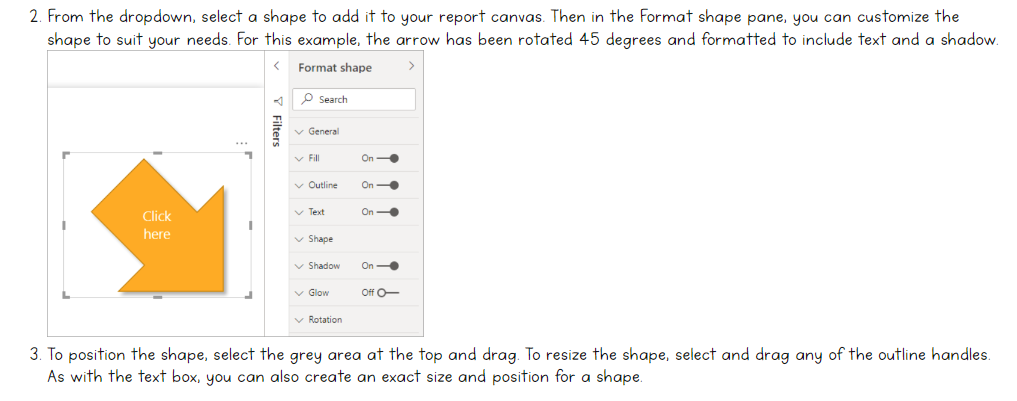 2. From the dropdown, select a shape to add it to your report canvas. Then in the Format shape pane, you can customize the
shape to suit your needs. For this example, the arrow has been rotated 45 degrees and formatted to include text and a shadow.
Format shape
Search
Filters
General
Fill On
Outline On
Text On
Click
here
Shape
Shadow On
Glow Off
Rotation
3. To position the shape, select the grey area at the top and drag. To resize the shape, select and drag any of the outline handles.
As with the text box, you can also create an exact size and position for a shape.